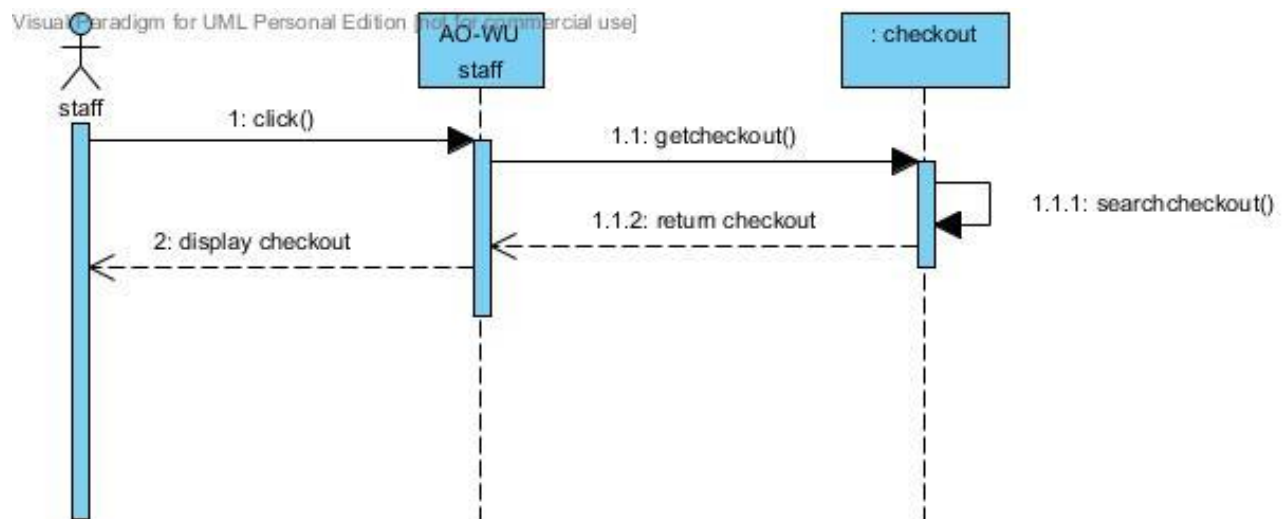 Visual Paradigm for UML Personal Edition [not for commercial use]
AO-WU
staff
: checkout
staff
1: click()
1.1: getcheckout()
1.1.1: searchcheckout()
1.1.2: return checkout
2: display checkout